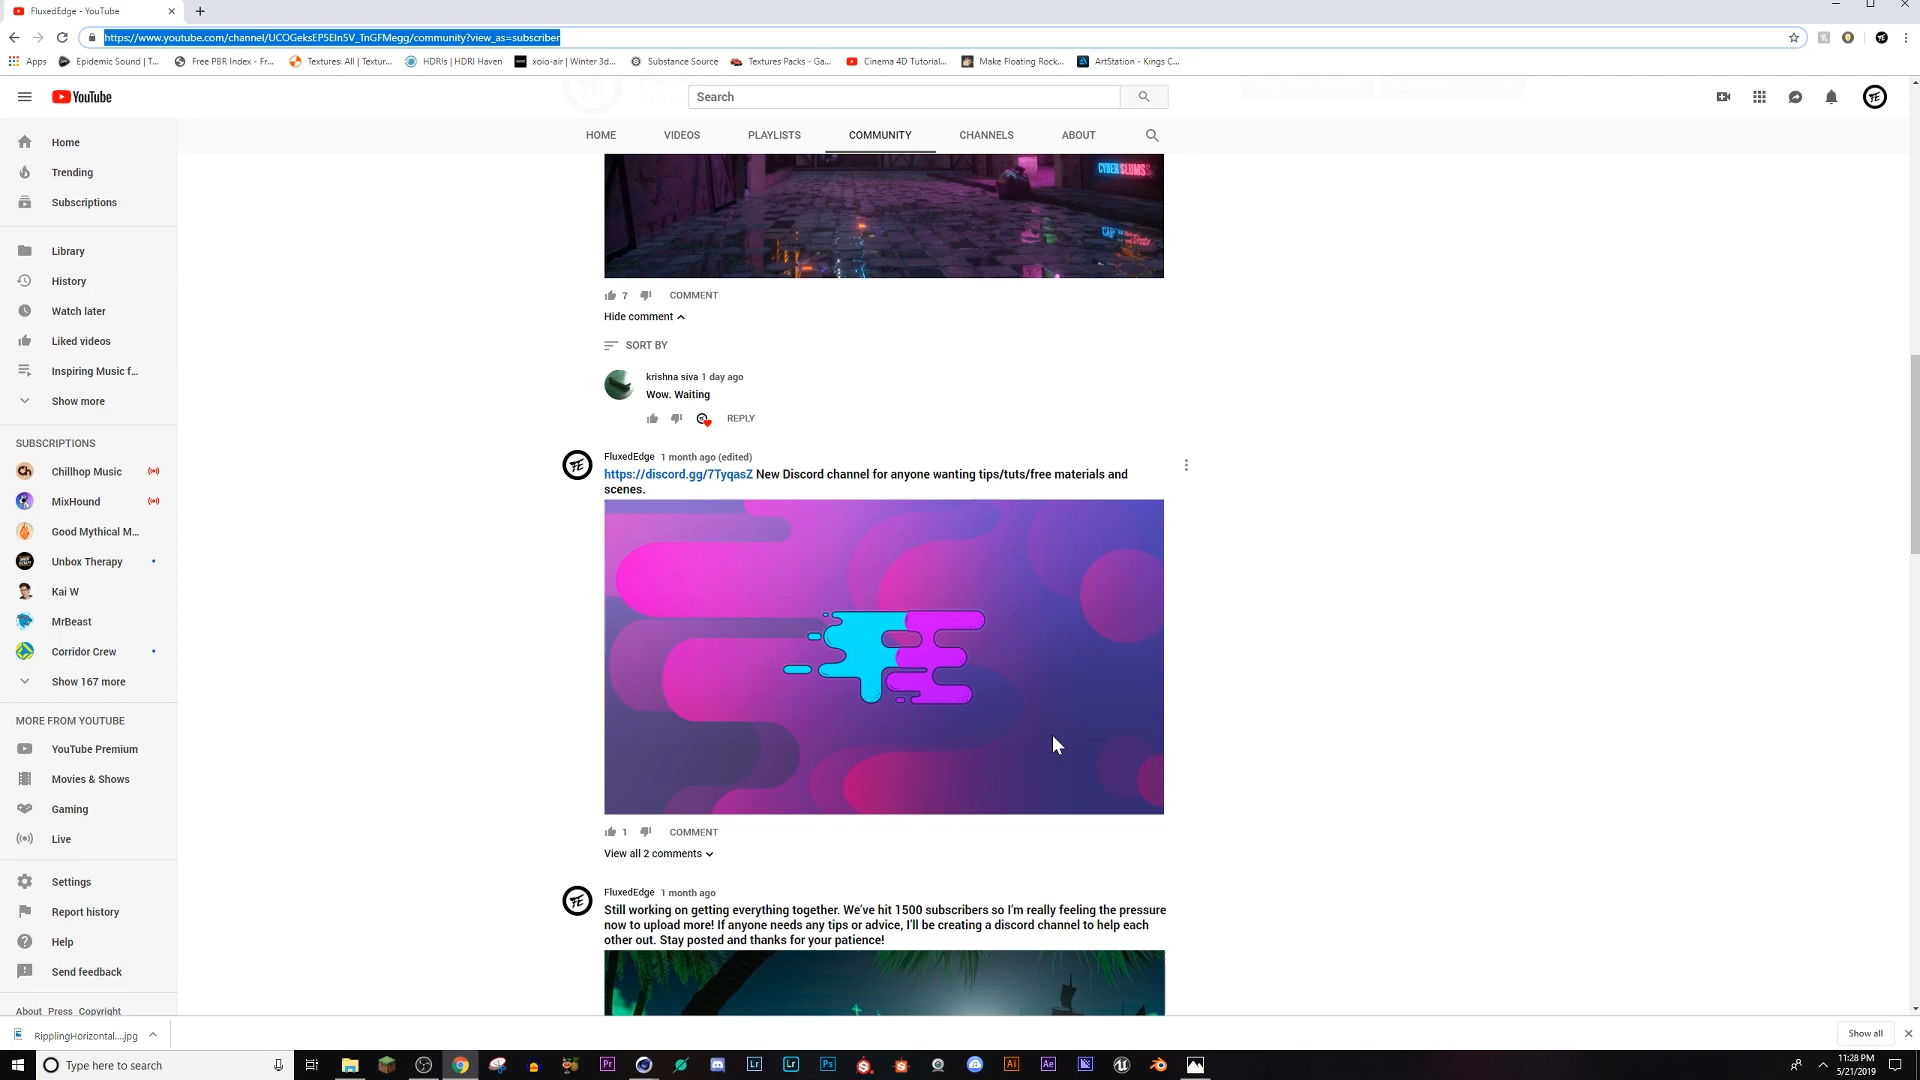 FluxedEdge - YouTube
https://www.youtube.com/channel/UCOGeksEP5EIn5V_TnGFMegg/community?view_as=subscriber
Apps
Epidemic Sound | T...
Free PBR Index - Fr...
Textures: All | Textur...
HDRIs | HDRI Haven
xoio-air | Winter 3d...
Substance Source
Textures Packs - Ga...
Cinema 4D Tutorial...
Make Floating Rock...
ArtStation - Kings C...
YouTube
Search
HOME
VIDEOS
PLAYLISTS
COMMUNITY
CHANNELS
ABOUT
Home
Trending
Subscriptions
Library
History
Watch later
Liked videos
Inspiring Music f...
Show more
SUBSCRIPTIONS
Chillhop Music
MixHound
Good Mythical M...
Unbox Therapy
Kai W
MrBeast
Corridor Crew
Show 167 more
MORE FROM YOUTUBE
YouTube Premium
Movies & Shows
Gaming
Live
Settings
Report history
Help
Send feedback
About Press Copyright
CYBER SLUMS
7
COMMENT
Hide comment
SORT BY
krishna siva 1 day ago
Wow. Waiting
REPLY
FluxedEdge 1 month ago (edited)
https://discord.gg/7TyqasZ New Discord channel for anyone wanting tips/tuts/free materials and
scenes.
1
COMMENT
View all 2 comments
FluxedEdge 1 month ago
Still working on getting everything together. We've hit 1500 subscribers so I'm really feeling the pressure
now to upload more! If anyone needs any tips or advice, I'll be creating a discord channel to help each
other out. Stay posted and thanks for your patience!
RipplingHorizontal....jpg
Show all
Type here to search
Pr
Lr
Lr
Ps
Ai
Ae
11:28 PM
5/21/2019